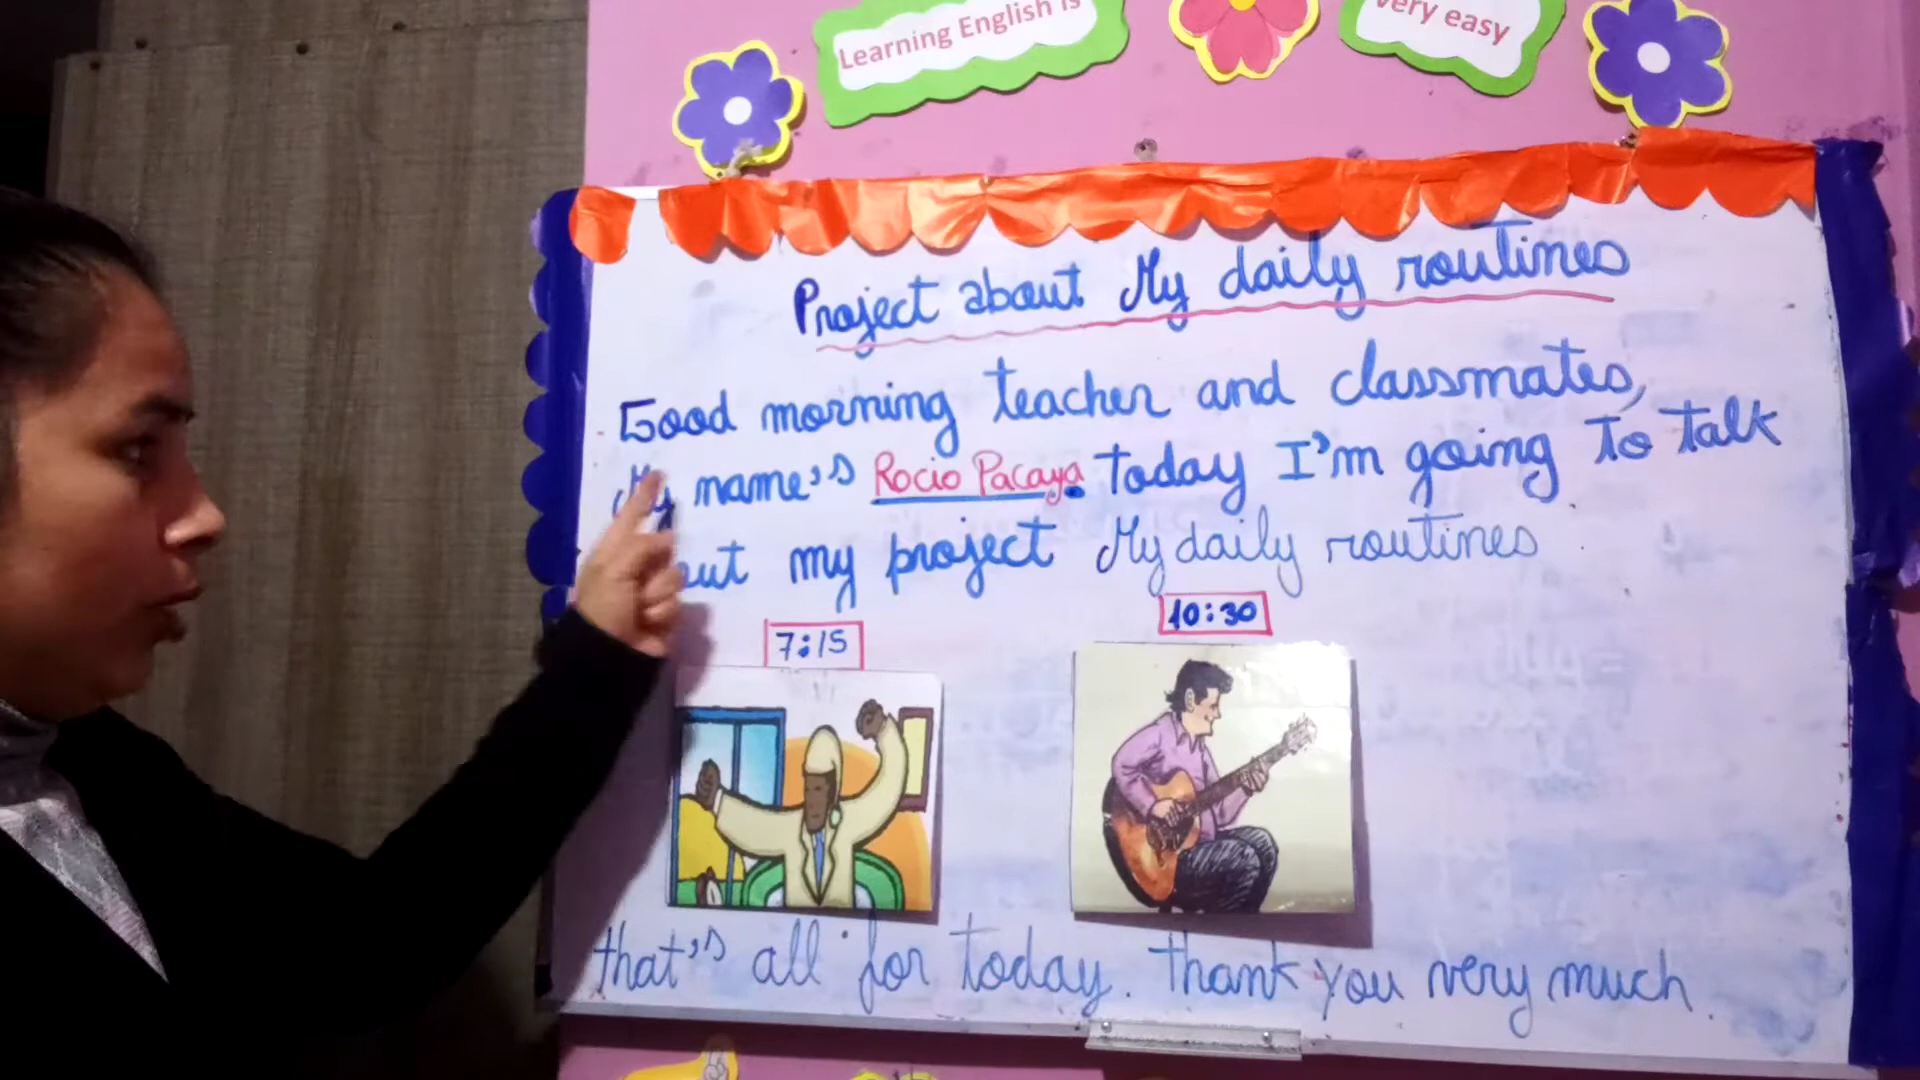 Learning English is
very easy
Project about My daily routines
Good morning teacher and classmates,
My name's Rocio Pacaya today I'm going to talk
out my project My daily routines
7:15
10:30
that's all for today. thank you very much.